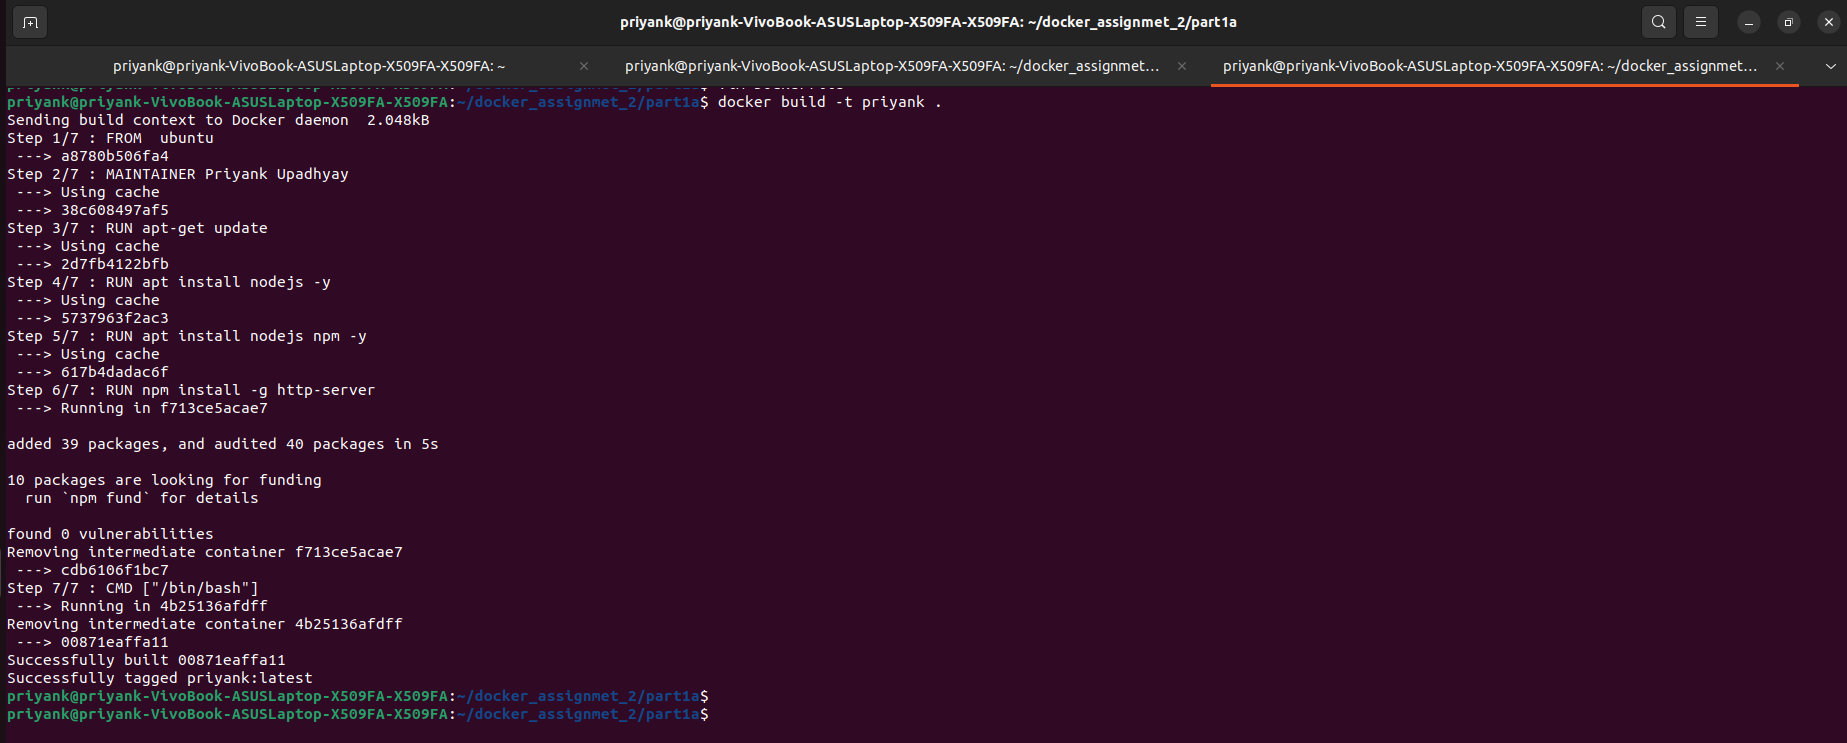 priyank@priyank-VivoBook-ASUSLaptop-X509FA-X509FA: ~/docker_assignmet_2/part1a
priyank@priyank-VivoBook-ASUSLaptop-X509FA-X509FA: ~
priyank@priyank-VivoBook-ASUSLaptop-X509FA-X509FA: ~/docker_assignmet...
priyank@priyank-VivoBook-ASUSLaptop-X509FA-X509FA: ~/docker_assignmet...
priyank@priyank-VivoBook-ASUSLaptop-X509FA-X509FA:~/docker_assignmet_2/part1a$ docker build -t priyank .
Sending build context to Docker daemon  2.048kB
Step 1/7 : FROM  ubuntu
 ---> a8780b506fa4
Step 2/7 : MAINTAINER Priyank Upadhyay
 ---> Using cache
 ---> 38c608497af5
Step 3/7 : RUN apt-get update
 ---> Using cache
 ---> 2d7fb4122bfb
Step 4/7 : RUN apt install nodejs -y
 ---> Using cache
 ---> 5737963f2ac3
Step 5/7 : RUN apt install nodejs npm -y
 ---> Using cache
 ---> 617b4dadac6f
Step 6/7 : RUN npm install -g http-server
 ---> Running in f713ce5acae7
added 39 packages, and audited 40 packages in 5s
10 packages are looking for funding
  run `npm fund` for details
found 0 vulnerabilities
Removing intermediate container f713ce5acae7
 ---> cdb6106f1bc7
Step 7/7 : CMD ["/bin/bash"]
 ---> Running in 4b25136afdff
Removing intermediate container 4b25136afdff
 ---> 00871eaffa11
Successfully built 00871eaffa11
Successfully tagged priyank:latest
priyank@priyank-VivoBook-ASUSLaptop-X509FA-X509FA:~/docker_assignmet_2/part1a$
priyank@priyank-VivoBook-ASUSLaptop-X509FA-X509FA:~/docker_assignmet_2/part1a$